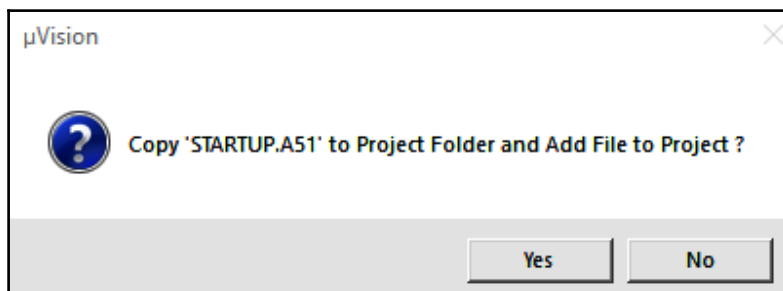 µVision
Copy 'STARTUP.A51' to Project Folder and Add File to Project ?
Yes
No